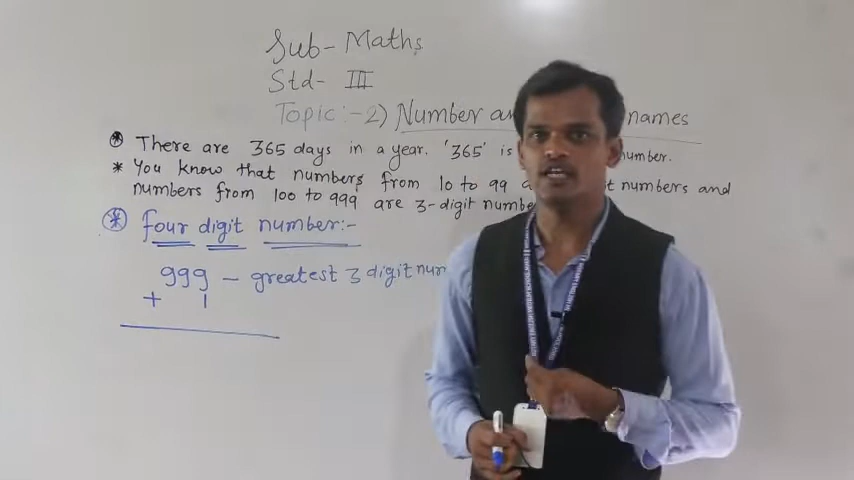 Sub- Maths
Std- III
Topic:-2) Number names
* There are 365 days in a year. '365' is number.
* You know that numbers from 10 to 99 numbers and
numbers from 100 to 999 are 3-digit
* four digit number:-
999 - greatest 3 digit
+ 1